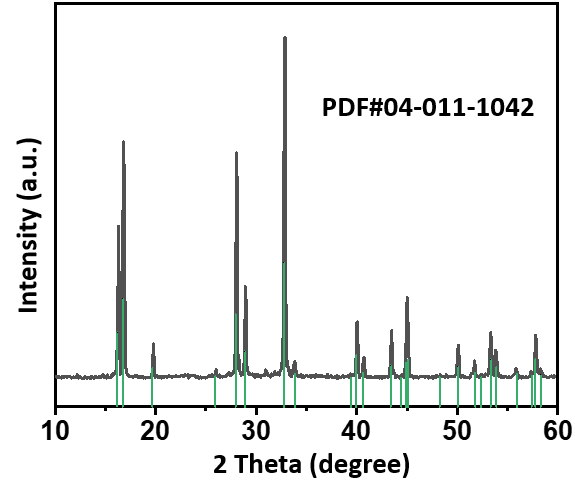 PDF#04-011-1042
Intensity (a.u.)
10 20 30 40 50 60
2 Theta (degree)